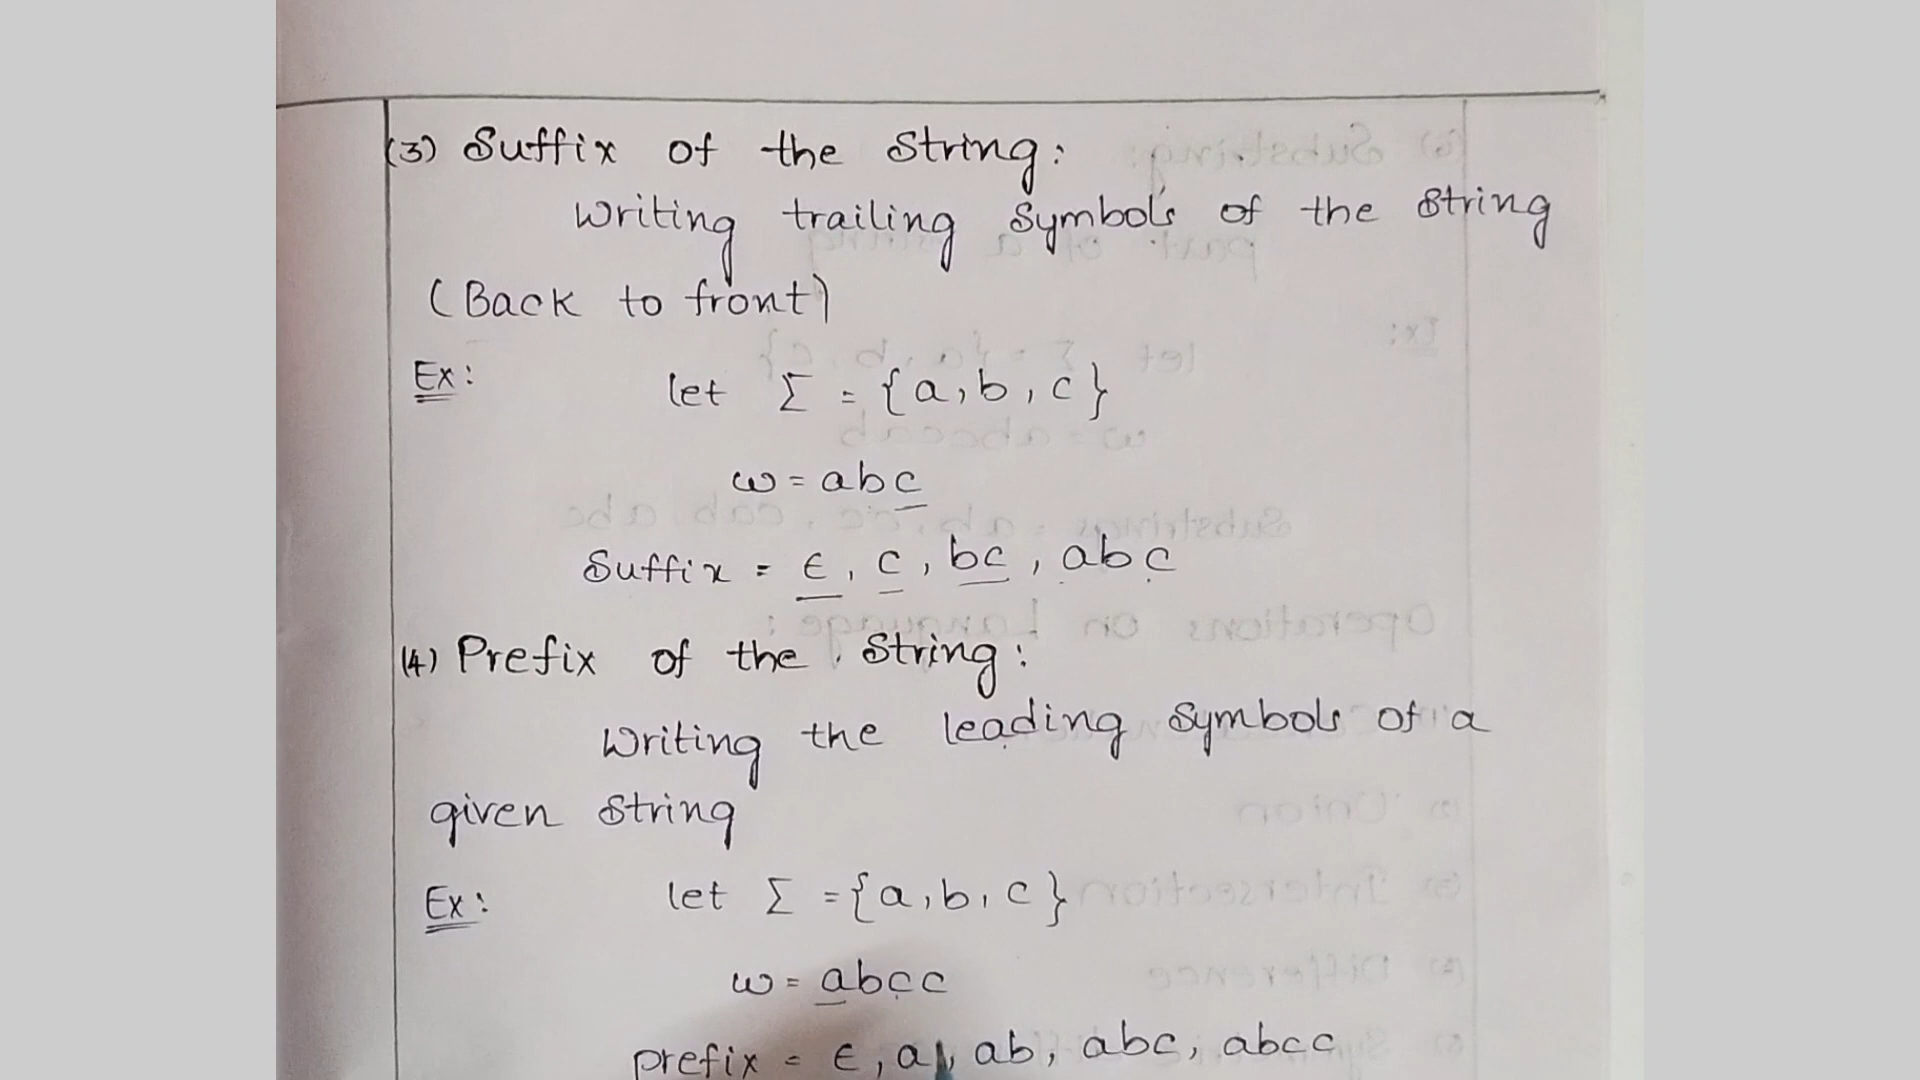 (3) Suffix of the String:
Writing trailing Symbols of the String
(Back to front)
Ex: let Σ = {a, b, c}
w = abc
Suffix = ε, c, bc, abc
(4) Prefix of the String:
Writing the leading Symbols of a
given String
Ex: let Σ = {a, b, c}
w = abcc
prefix = ε, a, ab, abc, abcc